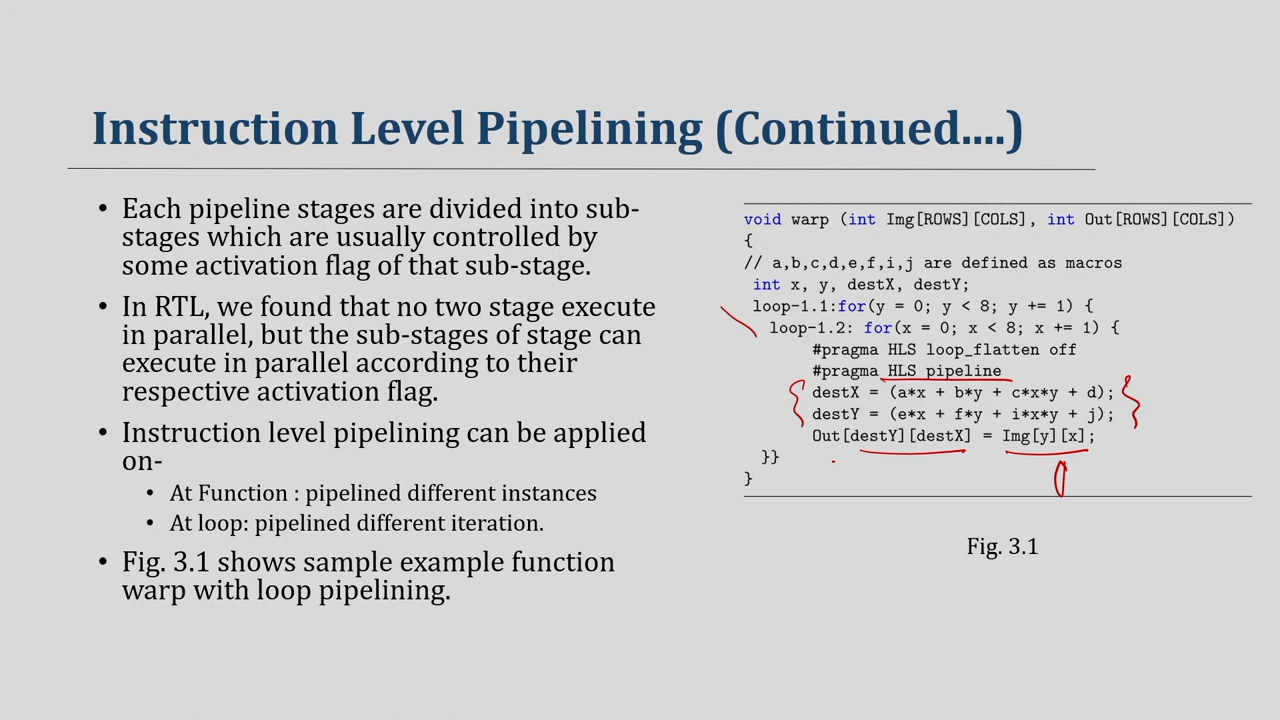 Instruction Level Pipelining (Continued....)
• Each pipeline stages are divided into sub-
stages which are usually controlled by
some activation flag of that sub-stage.
• In RTL, we found that no two stage execute
in parallel, but the sub-stages of stage can
execute in parallel according to their
respective activation flag.
• Instruction level pipelining can be applied
on-
• At Function : pipelined different instances
• At loop: pipelined different iteration.
• Fig. 3.1 shows sample example function
warp with loop pipelining.
void warp (int Img[ROWS][COLS], int Out[ROWS][COLS])
{
// a,b,c,d,e,f,i,j are defined as macros
int x, y, destX, destY;
loop-1.1:for(y = 0; y < 8; y += 1) {
loop-1.2: for(x = 0; x < 8; x += 1) {
#pragma HLS loop_flatten off
#pragma HLS pipeline
destX = (a*x + b*y + c*x*y + d);
destY = (e*x + f*y + i*x*y + j);
Out[destY][destX] = Img[y][x];
}}
}
Fig. 3.1